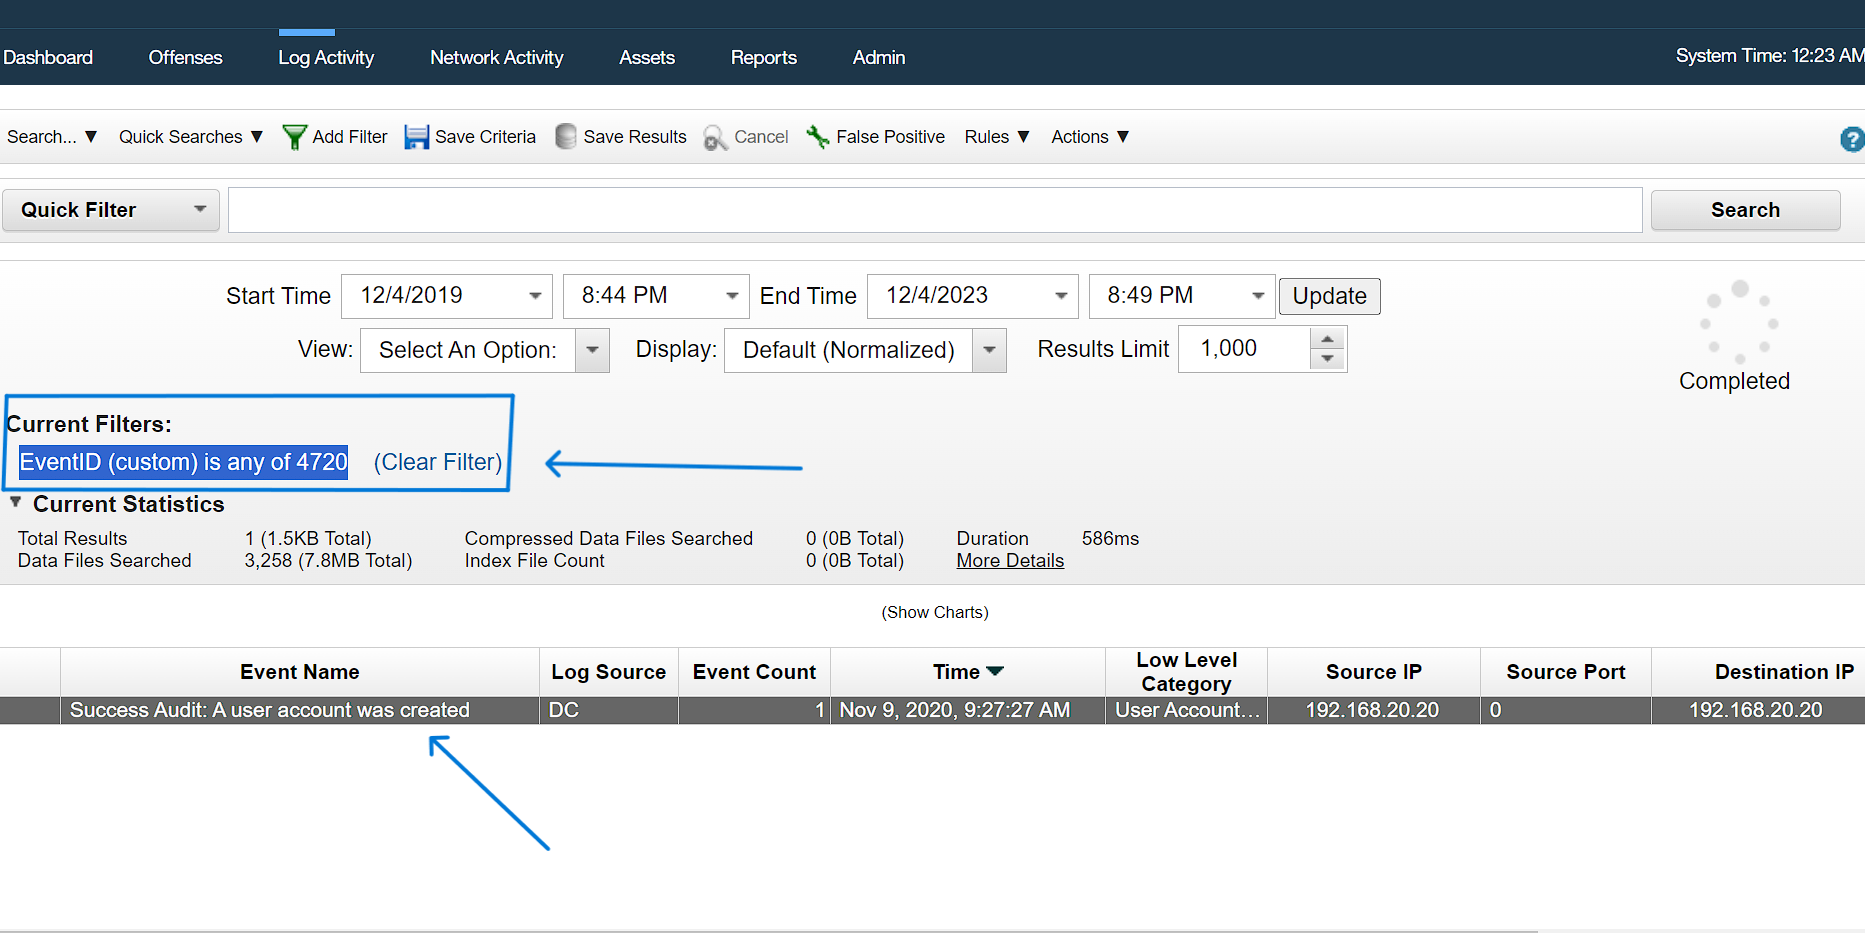 Dashboard Offenses Log Activity Network Activity Assets Reports Admin System Time: 12:23 AM
Search... ▼ Quick Searches ▼ Add Filter Save Criteria Save Results Cancel False Positive Rules ▼ Actions ▼ ?
Quick Filter Search
Start Time 12/4/2019 8:44 PM End Time 12/4/2023 8:49 PM Update
View: Select An Option: Display: Default (Normalized) Results Limit 1,000
Completed
Current Filters:
EventID (custom) is any of 4720 (Clear Filter)
Current Statistics
Total Results 1 (1.5KB Total) Compressed Data Files Searched 0 (0B Total) Duration 586ms
Data Files Searched 3,258 (7.8MB Total) Index File Count 0 (0B Total) More Details
(Show Charts)
Event Name Log Source Event Count Time Low Level Category Source IP Source Port Destination IP
Success Audit: A user account was created DC 1 Nov 9, 2020, 9:27:27 AM User Account... 192.168.20.20 0 192.168.20.20